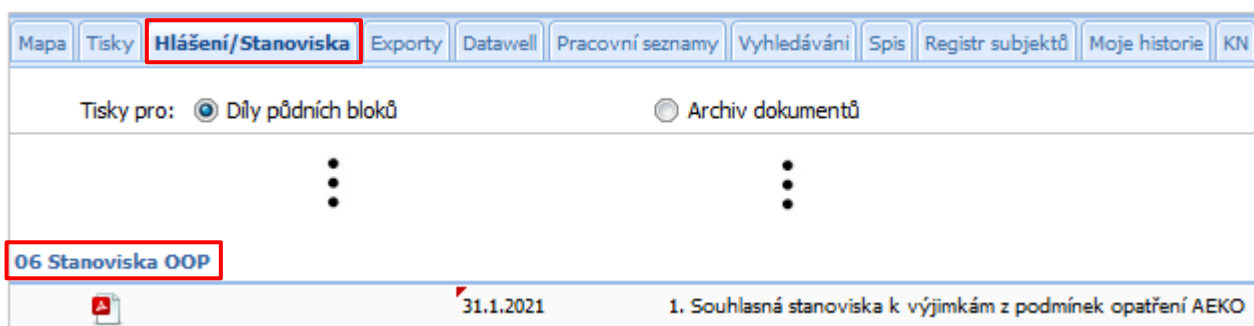 Mapa Tisky Hlášení/Stanoviska Exporty Datawell Pracovní seznamy Vyhledávání Spis Registr subjektů Moje historie KN
Tisky pro: Díly půdních bloků Archiv dokumentů
06 Stanoviska OOP
31.1.2021 1. Souhlasná stanoviska k výjimkám z podmínek opatření AEKO